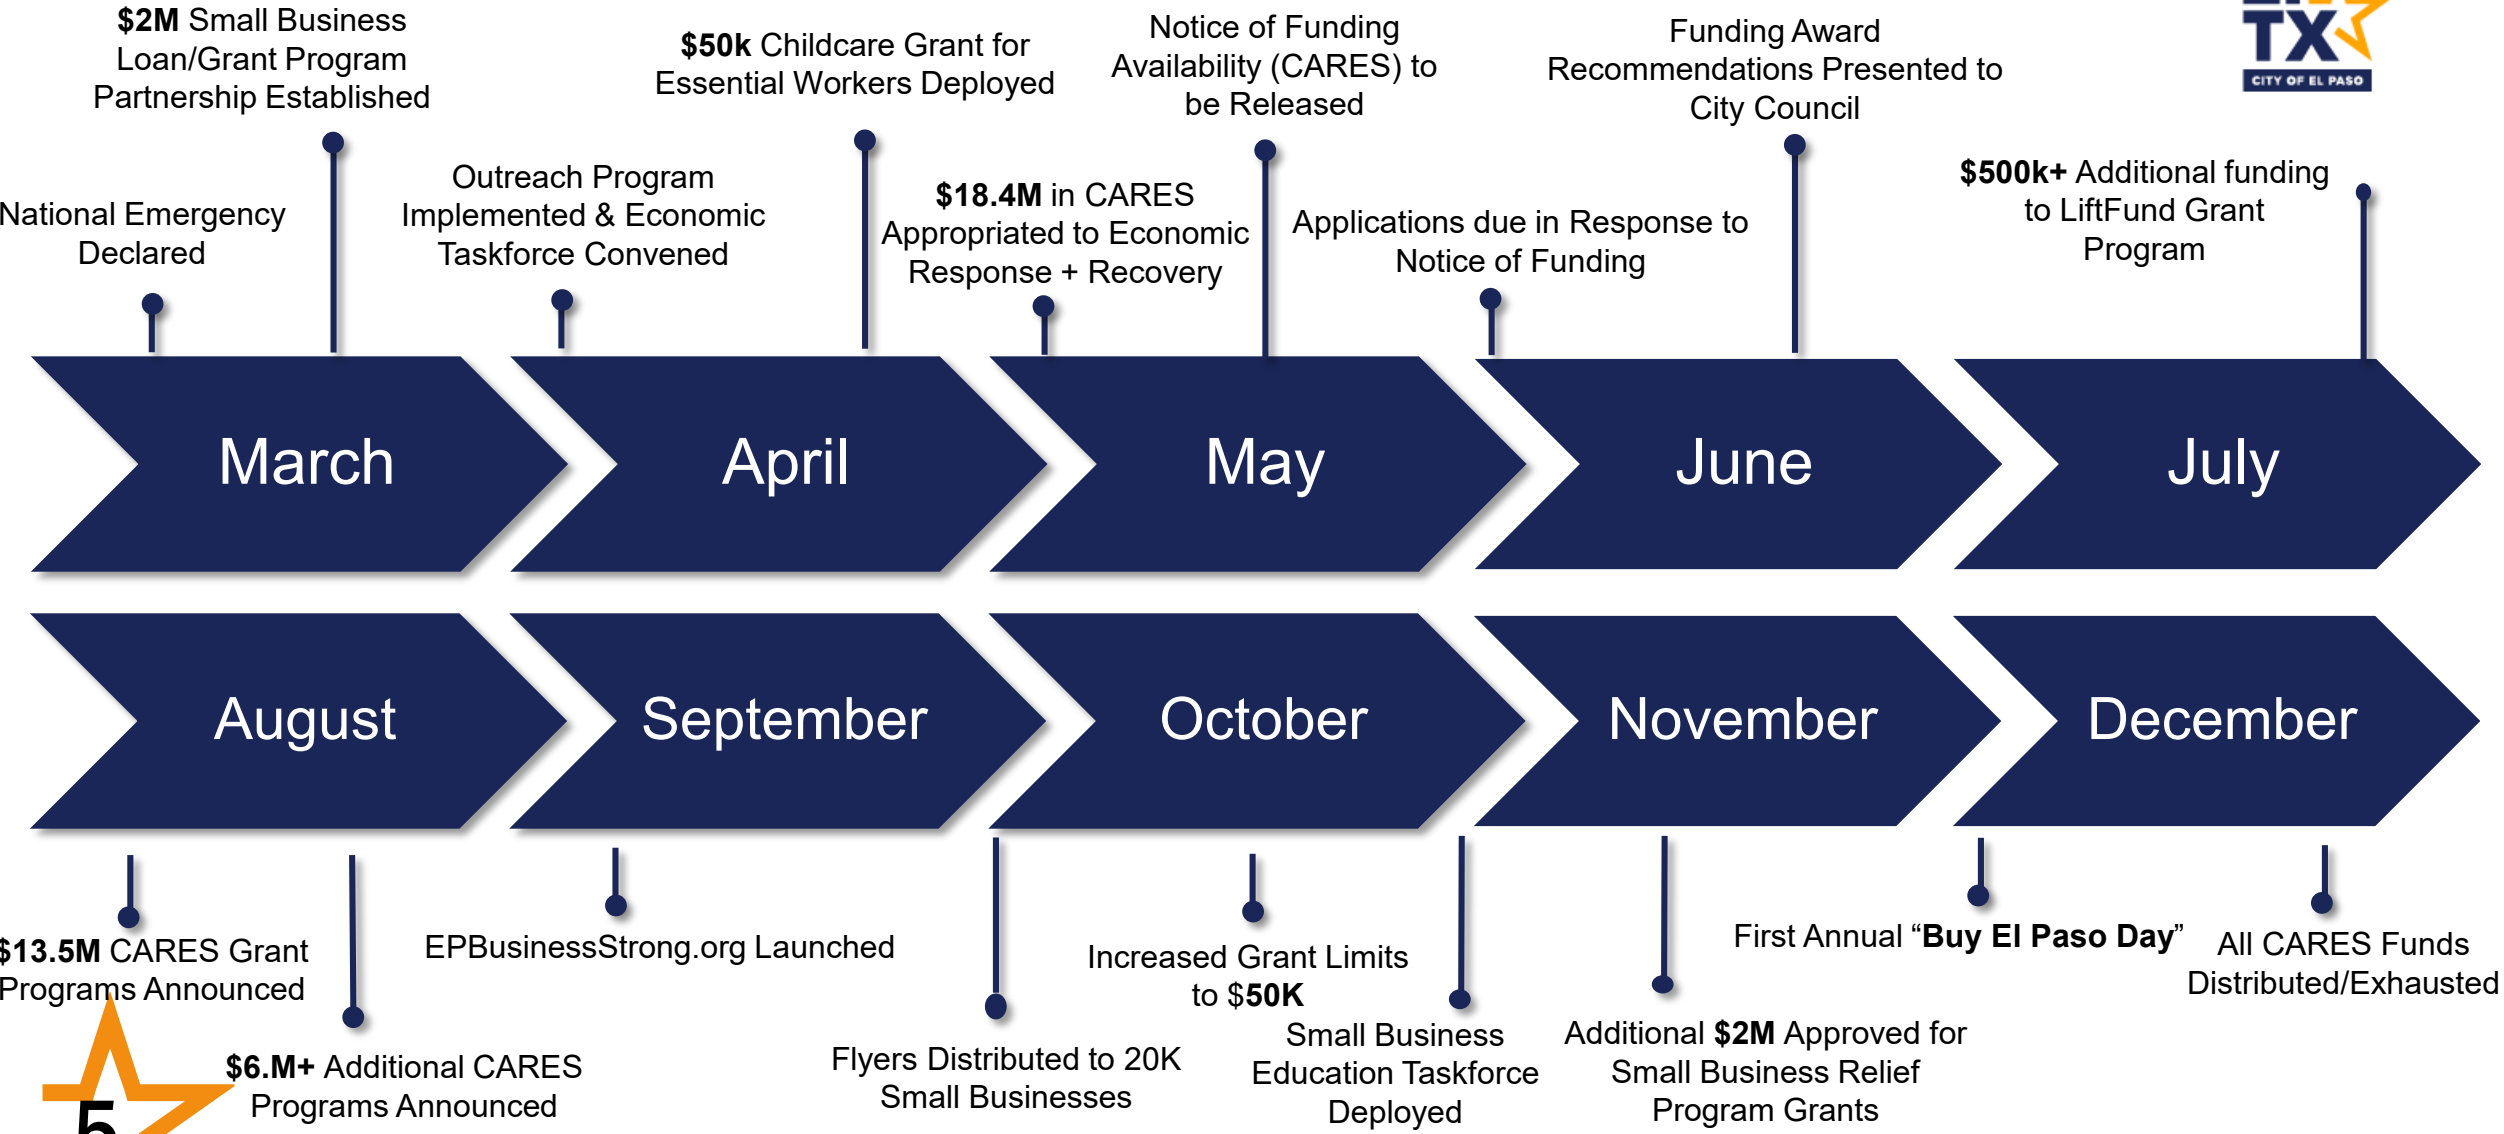 $2M Small Business
Loan/Grant Program
Partnership Established
$50k Childcare Grant for
Essential Workers Deployed
Notice of Funding
Availability (CARES) to
be Released
Funding Award
Recommendations Presented to
City Council
TX
CITY OF EL PASO
National Emergency
Declared
Outreach Program
Implemented & Economic
Taskforce Convened
$18.4M in CARES
Appropriated to Economic
Response + Recovery
Applications due in Response to
Notice of Funding
$500k+ Additional funding
to LiftFund Grant
Program
March
April
May
June
July
August
September
October
November
December
$13.5M CARES Grant
Programs Announced
$6.M+ Additional CARES
Programs Announced
EPBusinessStrong.org Launched
Flyers Distributed to 20K
Small Businesses
Increased Grant Limits
to $50K
Small Business
Education Taskforce
Deployed
Additional $2M Approved for
Small Business Relief
Program Grants
First Annual “Buy El Paso Day”
All CARES Funds
Distributed/Exhausted
5